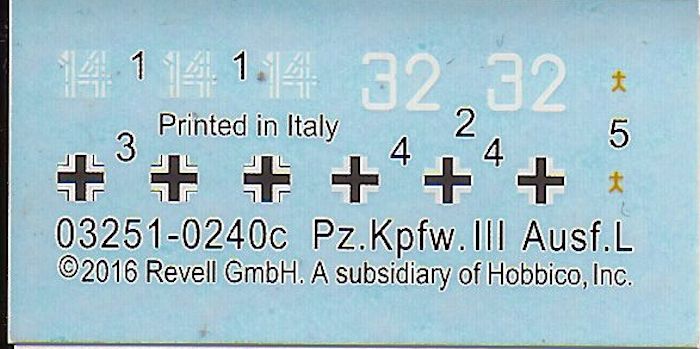 14 1 14 1 14 32 32
Printed in Italy 2
3 4 4 5
03251-0240c Pz.Kpfw.III Ausf.L
©2016 Revell GmbH. A subsidiary of Hobbico, Inc.